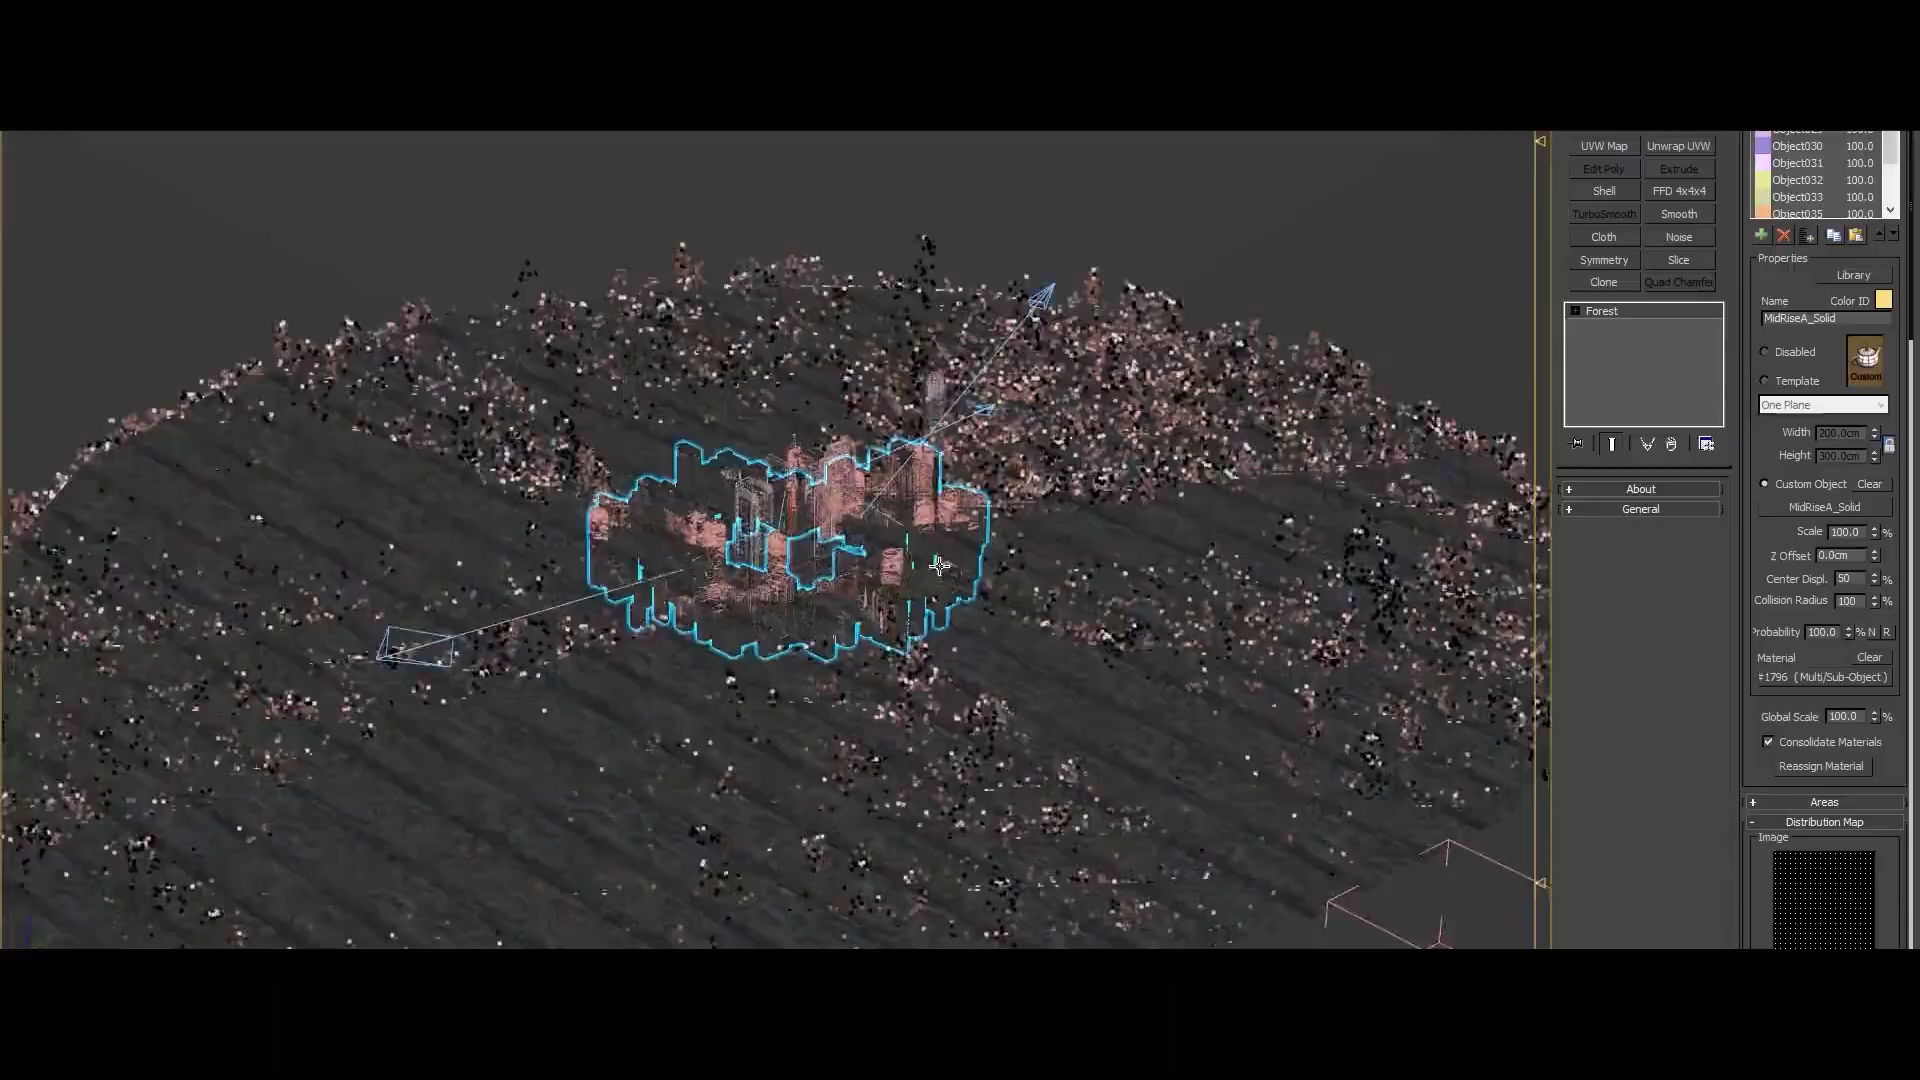 UVW Map
Unwrap UVW
Edit Poly
Extrude
Shell
FFD 4x4x4
TurboSmooth
Smooth
Cloth
Noise
Symmetry
Slice
Clone
Quad Chamfer
Forest
+ About
+ General
Object029 100.0
Object030 100.0
Object031 100.0
Object032 100.0
Object033 100.0
Object035 100.0
Properties
Library
Name Color ID
MidRiseA_Solid
Disabled
Template
Custom
One Plane
Width 200.0cm
Height 300.0cm
Custom Object Clear
MidRiseA_Solid
Scale 100.0 %
Z Offset 0.0cm
Center Displ. 50 %
Collision Radius 100 %
Probability 100.0 % N R
Material Clear
#1796 ( Multi/Sub-Object )
Global Scale 100.0 %
Consolidate Materials
Reassign Material
+ Areas
- Distribution Map
Image